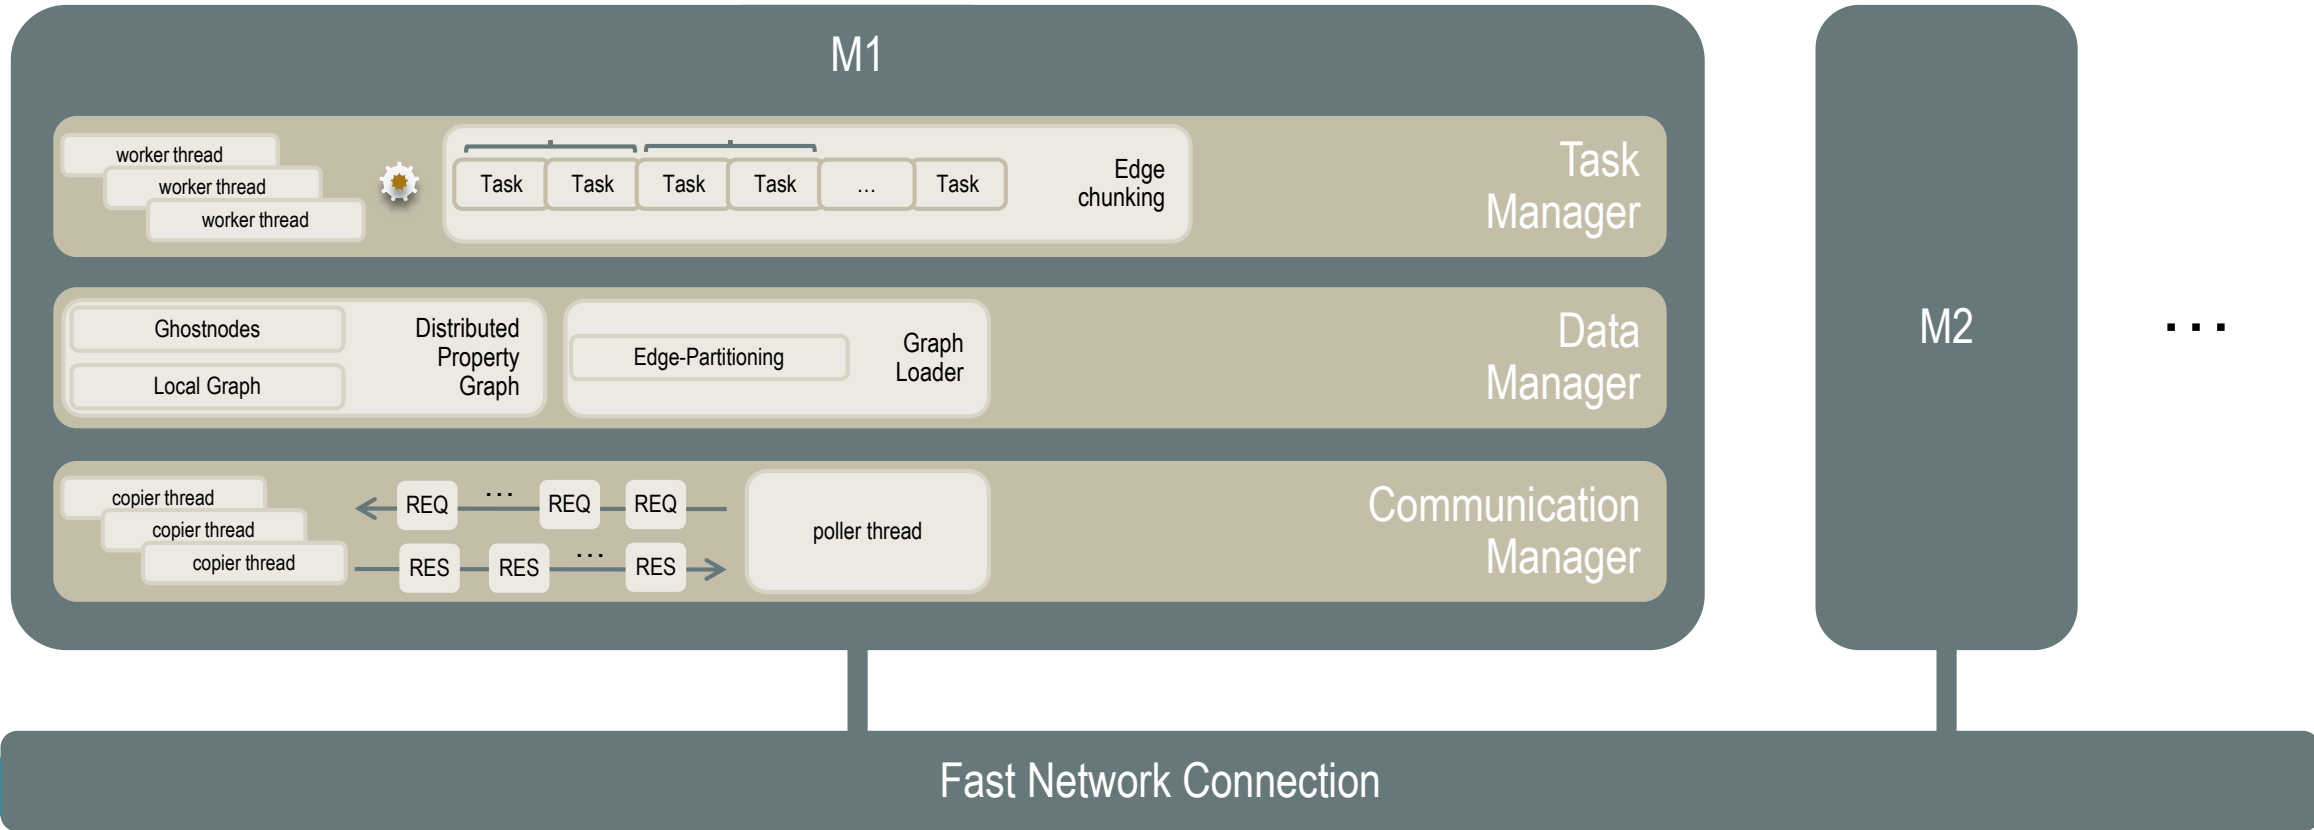 M1
worker thread
worker thread
worker thread
Task Task Task Task … Task
Edge
chunking
Task
Manager
Ghostnodes
Local Graph
Distributed
Property
Graph
Edge-Partitioning
Graph
Loader
Data
Manager
copier thread
copier thread
copier thread
REQ … REQ REQ
RES RES … RES
poller thread
Communication
Manager
M2
…
Fast Network Connection